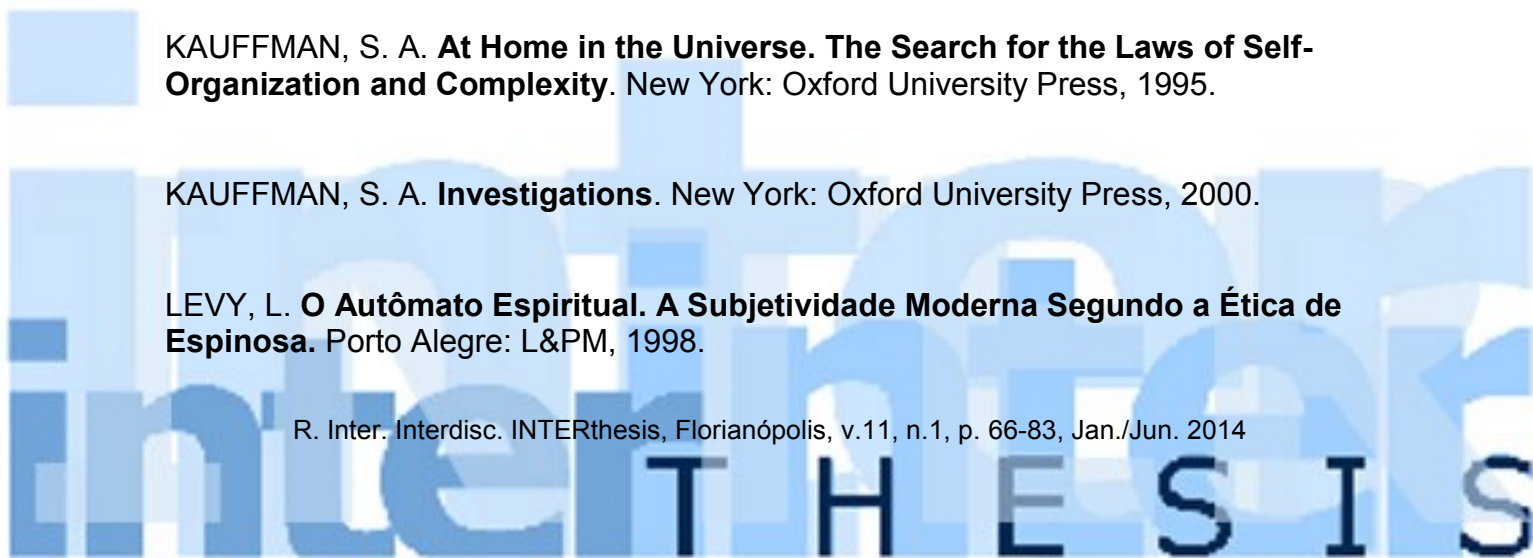 KAUFFMAN, S. A. At Home in the Universe. The Search for the Laws of Self-
Organization and Complexity. New York: Oxford University Press, 1995.
KAUFFMAN, S. A. Investigations. New York: Oxford University Press, 2000.
LEVY, L. O Autômato Espiritual. A Subjetividade Moderna Segundo a Ética de
Espinosa. Porto Alegre: L&PM, 1998.
R. Inter. Interdisc. INTERthesis, Florianópolis, v.11, n.1, p. 66-83, Jan./Jun. 2014
inter
THESIS